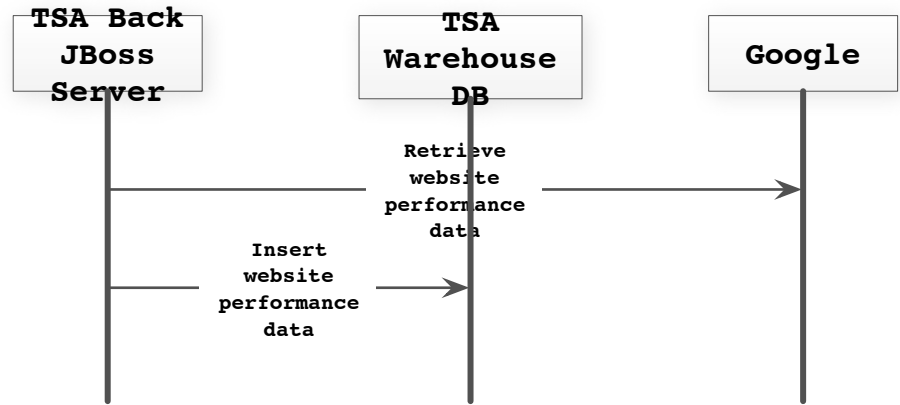 TSA Back
JBoss
Server
TSA
Warehouse
DB
Google
Retrieve
website
performance
data
Insert
website
performance
data